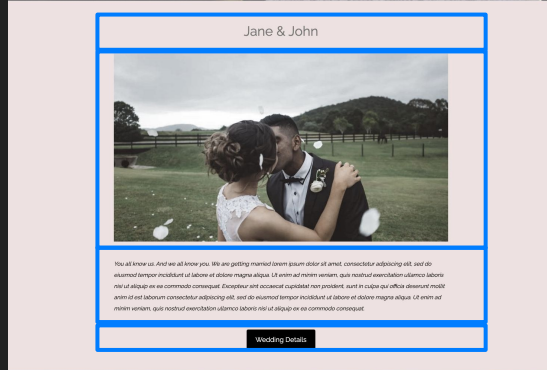 Jane & John
You all know us. And we all know you. We are getting married lorem ipsum dolor sit amet, consectetur adipiscing elit, sed do
eiusmod tempor incididunt ut labore et dolore magna aliqua. Ut enim ad minim veniam, quis nostrud exercitation ullamco laboris
nisi ut aliquip ex ea commodo consequat. Excepteur sint occaecat cupidatat non proident, sunt in culpa qui officia deserunt mollit
anim id est laborum consectetur adipiscing elit, sed do eiusmod tempor incididunt ut labore et dolore magna aliqua. Ut enim ad
minim veniam, quis nostrud exercitation ullamco laboris nisi ut aliquip ex ea commodo consequat.
Wedding Details